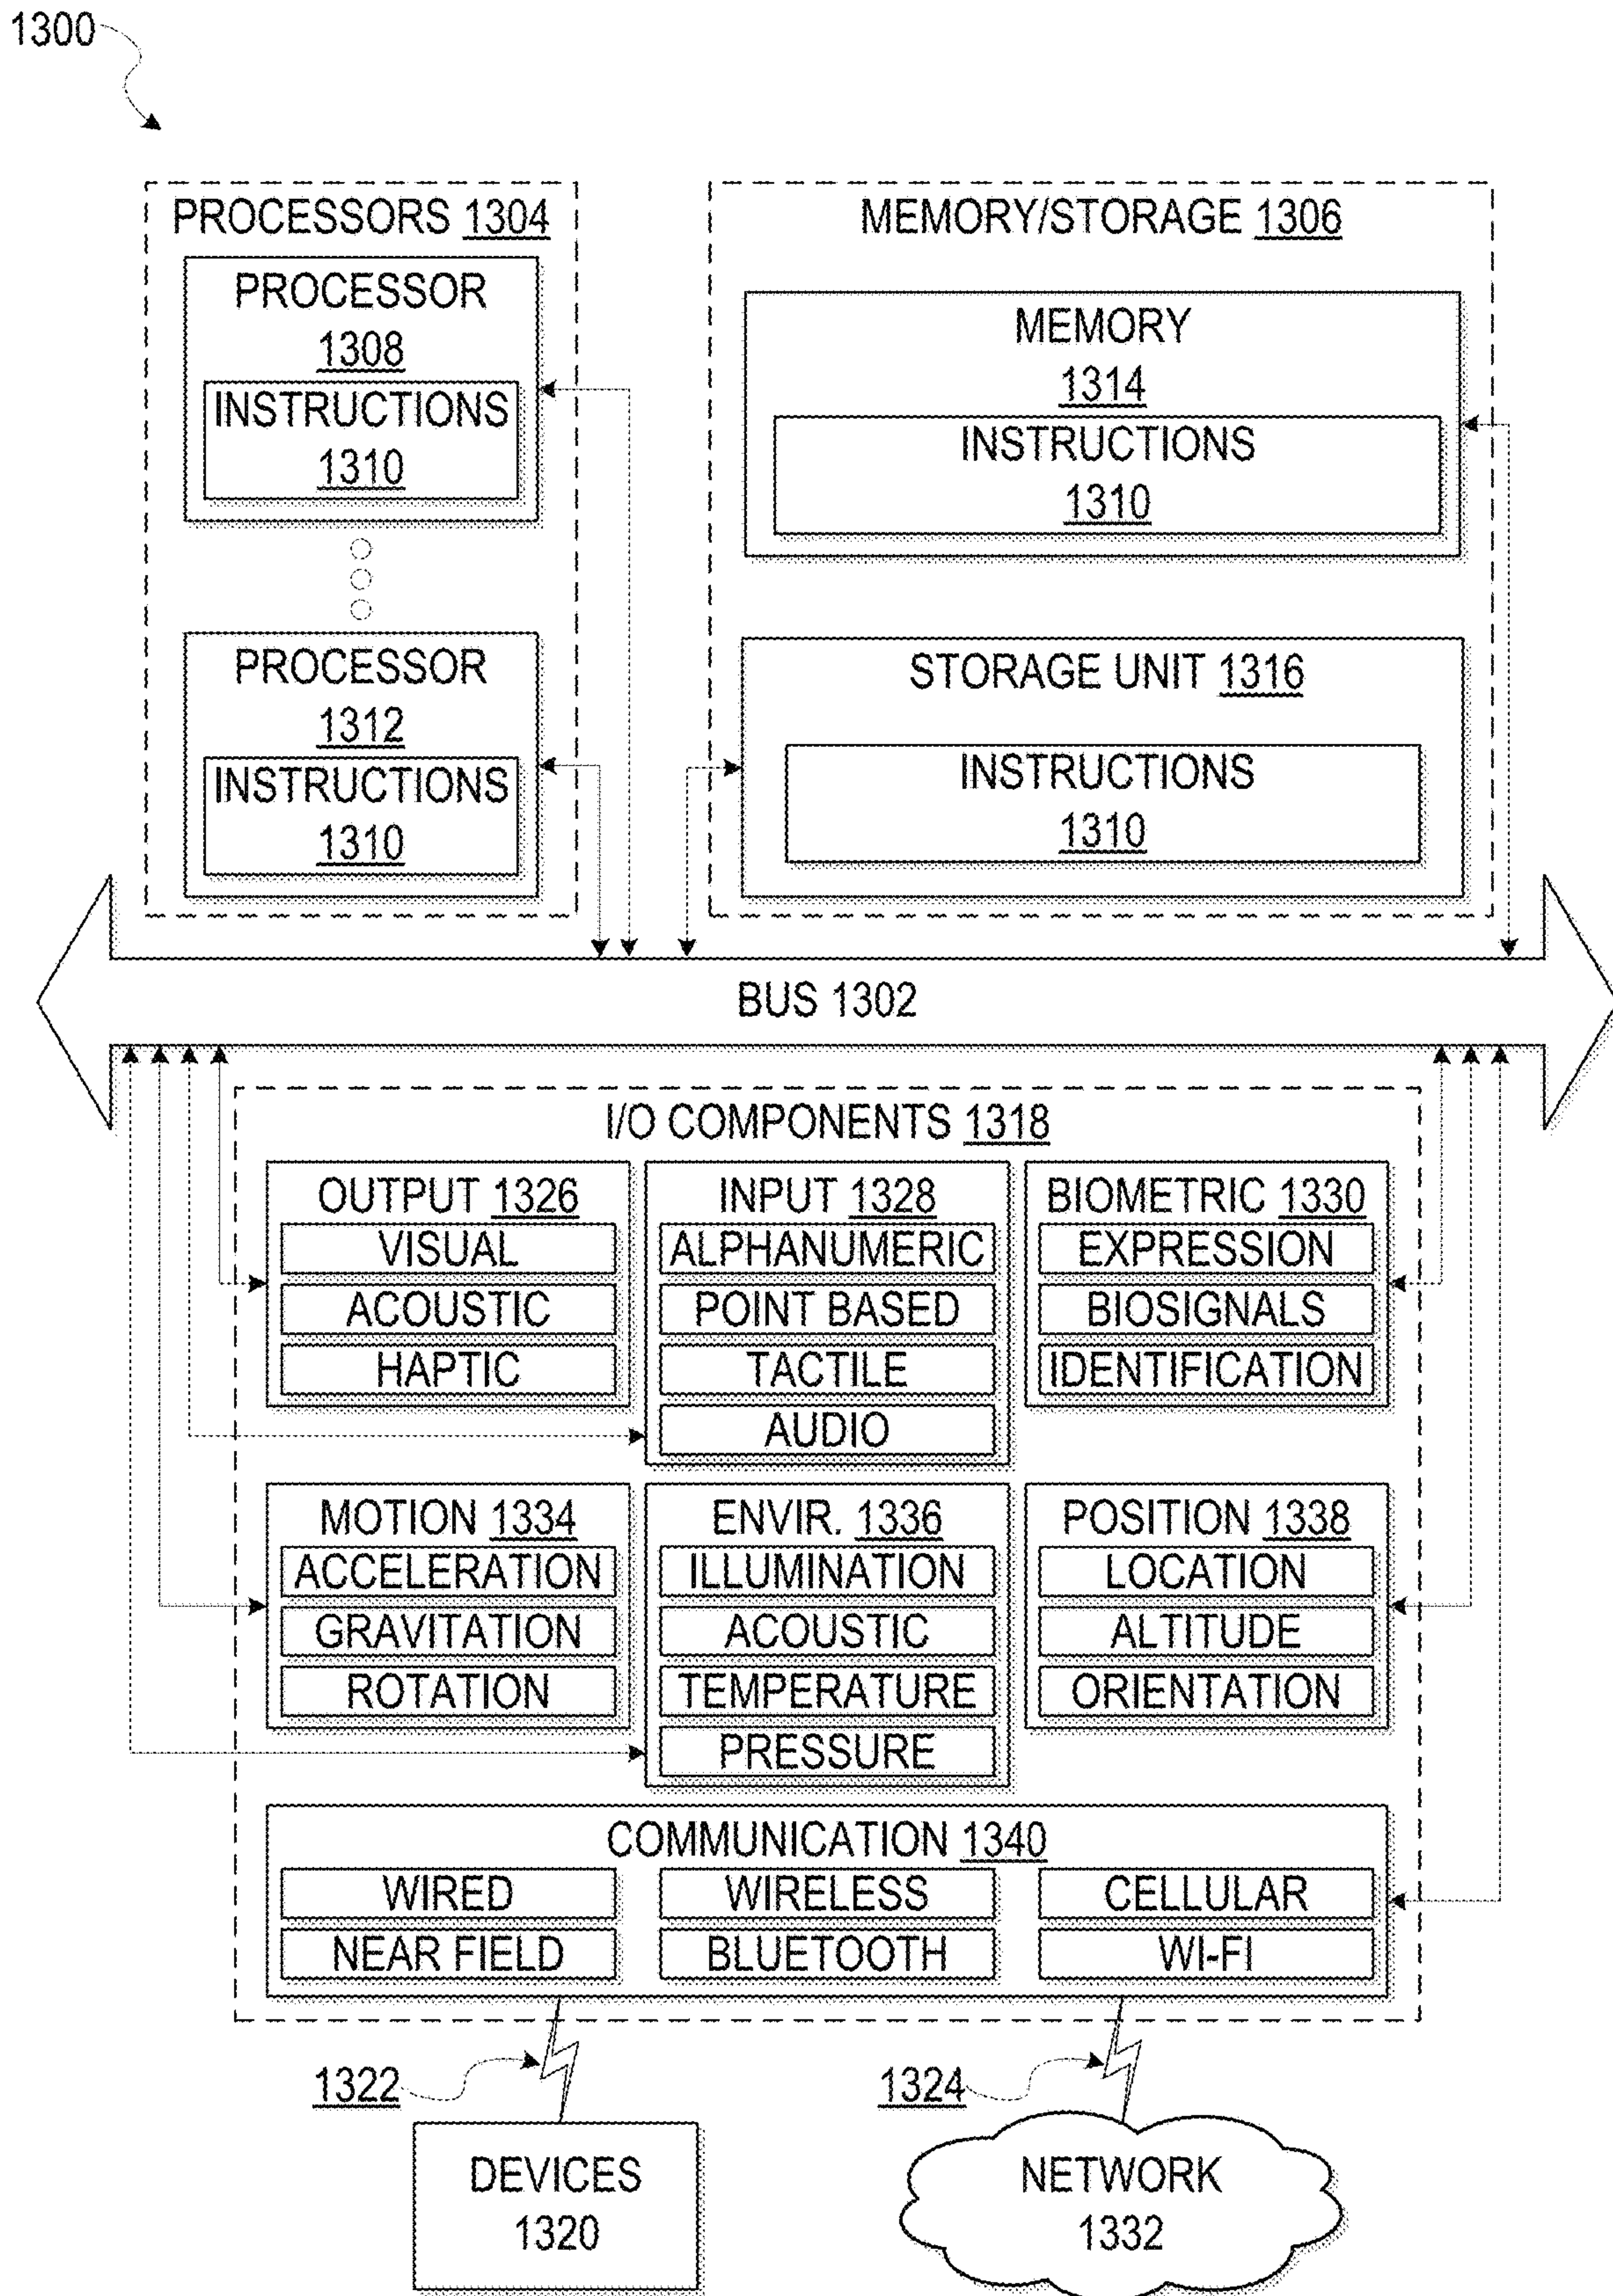 1300
PROCESSORS 1304
PROCESSOR
1308
INSTRUCTIONS
1310
PROCESSOR
1312
INSTRUCTIONS
1310
MEMORY/STORAGE 1306
MEMORY
1314
INSTRUCTIONS
1310
STORAGE UNIT 1316
INSTRUCTIONS
1310
BUS 1302
I/O COMPONENTS 1318
OUTPUT 1326
VISUAL
ACOUSTIC
HAPTIC
INPUT 1328
ALPHANUMERIC
POINT BASED
TACTILE
AUDIO
BIOMETRIC 1330
EXPRESSION
BIOSIGNALS
IDENTIFICATION
MOTION 1334
ACCELERATION
GRAVITATION
ROTATION
ENVIR. 1336
ILLUMINATION
ACOUSTIC
TEMPERATURE
PRESSURE
POSITION 1338
LOCATION
ALTITUDE
ORIENTATION
COMMUNICATION 1340
WIRED
WIRELESS
CELLULAR
NEAR FIELD
BLUETOOTH
WI-FI
1322
1324
DEVICES
1320
NETWORK
1332